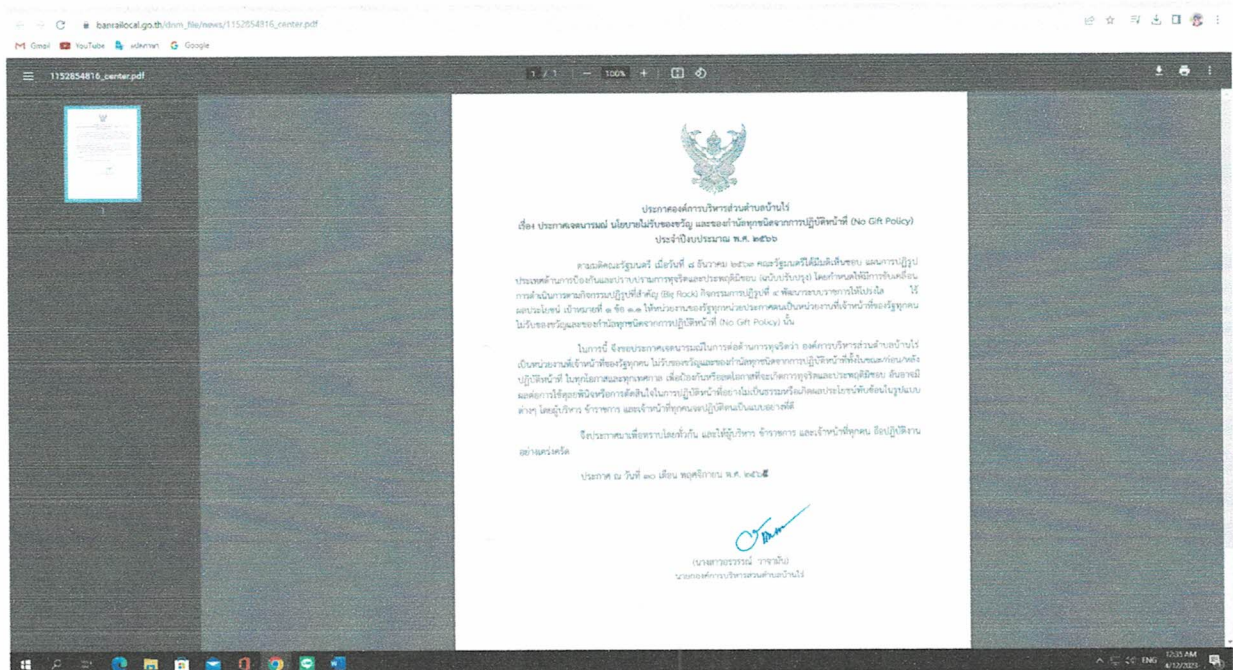 banrailocal.go.th/dnm_file/news/1152854816_center.pdf
Gmail YouTube แปลภาษา Google
1152854816_center.pdf
1 / 1 100%
1
ประกาศองค์การบริหารส่วนตำบลบ้านไร่
เรื่อง ประกาศเจตนารมณ์ นโยบายไม่รับของขวัญ และของกำนัลทุกชนิดจากการปฏิบัติหน้าที่ (No Gift Policy)
ประจำปีงบประมาณ พ.ศ. ๒๕๖๖
ตามมติคณะรัฐมนตรี เมื่อวันที่ ๘ ธันวาคม ๒๕๖๓ คณะรัฐมนตรีได้มีมติเห็นชอบ แผนการปฏิรูป
ประเทศด้านการป้องกันและปราบปรามการทุจริตและประพฤติมิชอบ (ฉบับปรับปรุง) โดยกำหนดให้มีการขับเคลื่อน
การดำเนินการตามกิจกรรมปฏิรูปที่สำคัญ (Big Rock) กิจกรรมการปฏิรูปที่ ๔ พัฒนาระบบราชการให้โปร่งใส ไร้
ผลประโยชน์ เป้าหมายที่ ๑ ข้อ ๑.๑ ให้หน่วยงานของรัฐทุกหน่วยประกาศตนเป็นหน่วยงานที่เจ้าหน้าที่ของรัฐทุกคน
ไม่รับของขวัญและของกำนัลทุกชนิดจากการปฏิบัติหน้าที่ (No Gift Policy) นั้น
ในการนี้ จึงขอประกาศเจตนารมณ์ในการต่อต้านการทุจริตว่า องค์การบริหารส่วนตำบลบ้านไร่
เป็นหน่วยงานที่เจ้าหน้าที่ของรัฐทุกคน ไม่รับของขวัญและของกำนัลทุกชนิดจากการปฏิบัติหน้าที่ทั้งในขณะ/ก่อน/หลัง
ปฏิบัติหน้าที่ ในทุกโอกาสและทุกเทศกาล เพื่อป้องกันหรือลดโอกาสที่จะเกิดการทุจริตและประพฤติมิชอบ อันอาจมี
ผลต่อการใช้ดุลยพินิจหรือการตัดสินใจในการปฏิบัติหน้าที่อย่างไม่เป็นธรรมหรือเกิดผลประโยชน์ทับซ้อนในรูปแบบ
ต่างๆ โดยผู้บริหาร ข้าราชการ และเจ้าหน้าที่ทุกคนจะปฏิบัติตนเป็นแบบอย่างที่ดี
จึงประกาศมาเพื่อทราบโดยทั่วกัน และให้ผู้บริหาร ข้าราชการ และเจ้าหน้าที่ทุกคน ถือปฏิบัติงาน
อย่างเคร่งครัด
ประกาศ ณ วันที่ ๓๐ เดือน พฤศจิกายน พ.ศ. ๒๕๖๕
นายกองค์การบริหารส่วนตำบลบ้านไร่
ENG 12:35 AM
4/12/2023